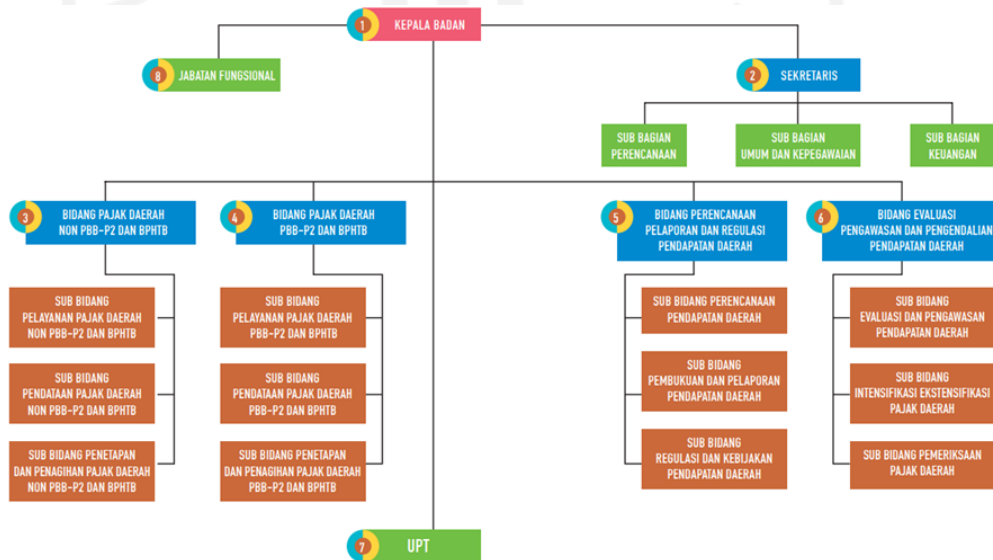 1
KEPALA BADAN
8
JABATAN FUNGSIONAL
2
SEKRETARIS
SUB BAGIAN
PERENCANAAN
SUB BAGIAN
UMUM DAN KEPEGAWAIAN
SUB BAGIAN
KEUANGAN
3
BIDANG PAJAK DAERAH
NON PBB-P2 DAN BPHTB
4
BIDANG PAJAK DAERAH
PBB-P2 DAN BPHTB
5
BIDANG PERENCANAAN
PELAPORAN DAN REGULASI
PENDAPATAN DAERAH
6
BIDANG EVALUASI
PENGAWASAN DAN PENGENDALIAN
PENDAPATAN DAERAH
SUB BIDANG
PELAYANAN PAJAK DAERAH
NON PBB-P2 DAN BPHTB
SUB BIDANG
PELAYANAN PAJAK DAERAH
PBB-P2 DAN BPHTB
SUB BIDANG PERENCANAAN
PENDAPATAN DAERAH
SUB BIDANG
EVALUASI DAN PENGAWASAN
PENDAPATAN DAERAH
SUB BIDANG
PENDATAAN PAJAK DAERAH
NON PBB-P2 DAN BPHTB
SUB BIDANG
PENDATAAN PAJAK DAERAH
PBB-P2 DAN BPHTB
SUB BIDANG
PEMBUKUAN DAN PELAPORAN
PENDAPATAN DAERAH
SUB BIDANG
INTENSIFIKASI EKSTENSIFIKASI
PAJAK DAERAH
SUB BIDANG PENETAPAN
DAN PENAGIHAN PAJAK DAERAH
NON PBB-P2 DAN BPHTB
SUB BIDANG PENETAPAN
DAN PENAGIHAN PAJAK DAERAH
PBB-P2 DAN BPHTB
SUB BIDANG
REGULASI DAN KEBIJAKAN
PENDAPATAN DAERAH
SUB BIDANG PEMERIKSAAN
PAJAK DAERAH
7
UPT